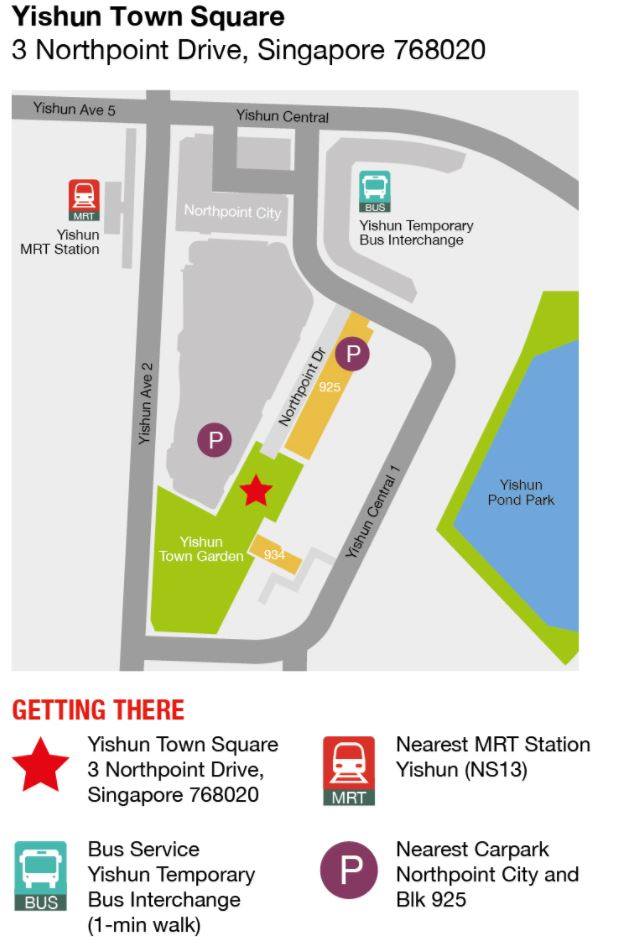 Yishun Town Square
3 Northpoint Drive, Singapore 768020
Yishun Ave 5
Yishun Central
MRT
Yishun
MRT Station
Northpoint City
BUS
Yishun Temporary
Bus Interchange
Yishun Ave 2
Northpoint Dr
P
925
P
Yishun Central 1
Yishun
Pond Park
Yishun
Town Garden
934
GETTING THERE
Yishun Town Square
3 Northpoint Drive,
Singapore 768020
MRT
Nearest MRT Station
Yishun (NS13)
BUS
Bus Service
Yishun Temporary
Bus Interchange
(1-min walk)
P
Nearest Carpark
Northpoint City and
Blk 925